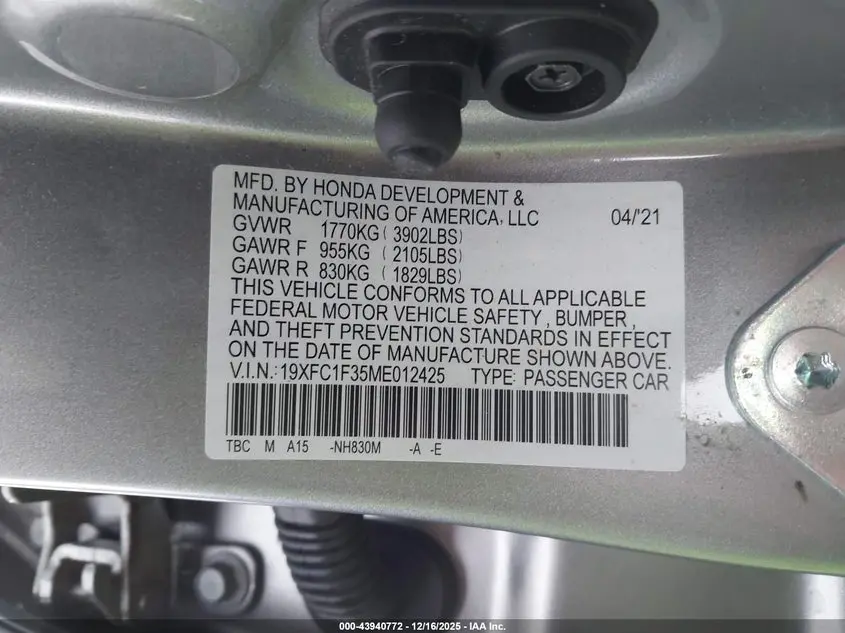 MFD. BY HONDA DEVELOPMENT &
MANUFACTURING OF AMERICA, LLC 04/'21
GVWR 1770KG ( 3902LBS)
GAWR F 955KG ( 2105LBS)
GAWR R 830KG ( 1829LBS)
THIS VEHICLE CONFORMS TO ALL APPLICABLE
FEDERAL MOTOR VEHICLE SAFETY , BUMPER ,
AND THEFT PREVENTION STANDARDS IN EFFECT
ON THE DATE OF MANUFACTURE SHOWN ABOVE.
V.I.N.:19XFC1F35ME012425 TYPE: PASSENGER CAR
TBC M A15 -NH830M -A -E
000-43940772 - 12/16/2025 - IAA Inc.